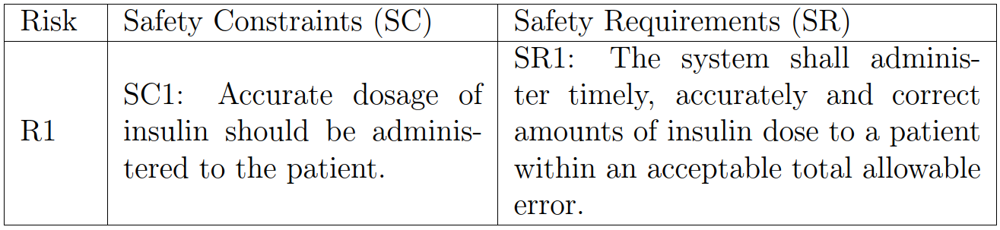 Risk Safety Constraints (SC) Safety Requirements (SR)
R1
SC1: Accurate dosage of
insulin should be adminis-
tered to the patient.
SR1: The system shall adminis-
ter timely, accurately and correct
amounts of insulin dose to a patient
within an acceptable total allowable
error.